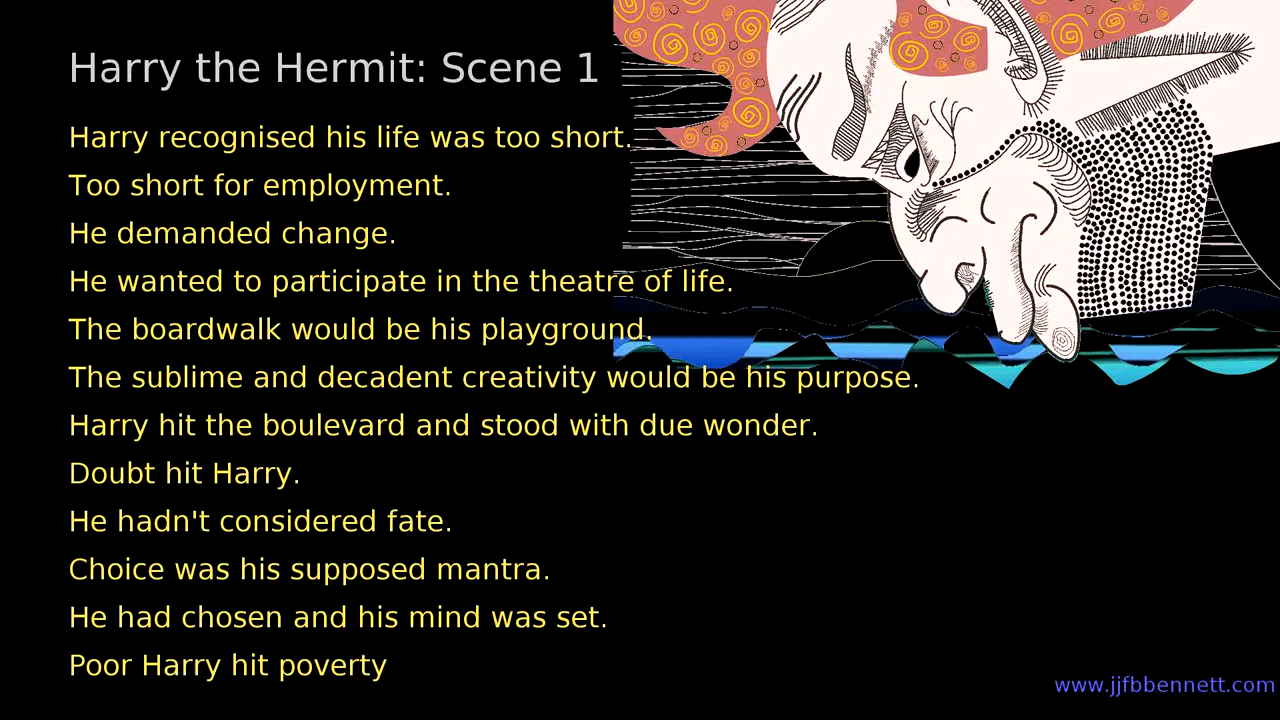 Harry the Hermit: Scene 1
Harry recognised his life was too short.
Too short for employment.
He demanded change.
He wanted to participate in the theatre of life.
The boardwalk would be his playground.
The sublime and decadent creativity would be his purpose.
Harry hit the boulevard and stood with due wonder.
Doubt hit Harry.
He hadn't considered fate.
Choice was his supposed mantra.
He had chosen and his mind was set.
Poor Harry hit poverty
www.jjfbbennett.com